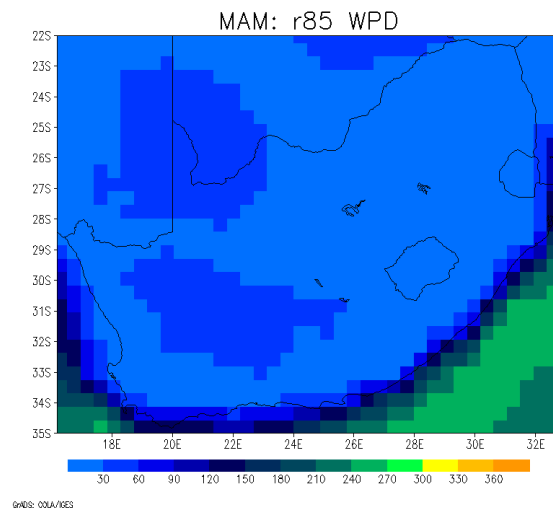 MAM: r85 WPD
22S
23S
24S
25S
26S
27S
28S
29S
30S
31S
32S
33S
34S
35S
18E 20E 22E 24E 26E 28E 30E 32E
30 60 90 120 150 180 210 240 270 300 330 360
GrADS: COLA/IGES